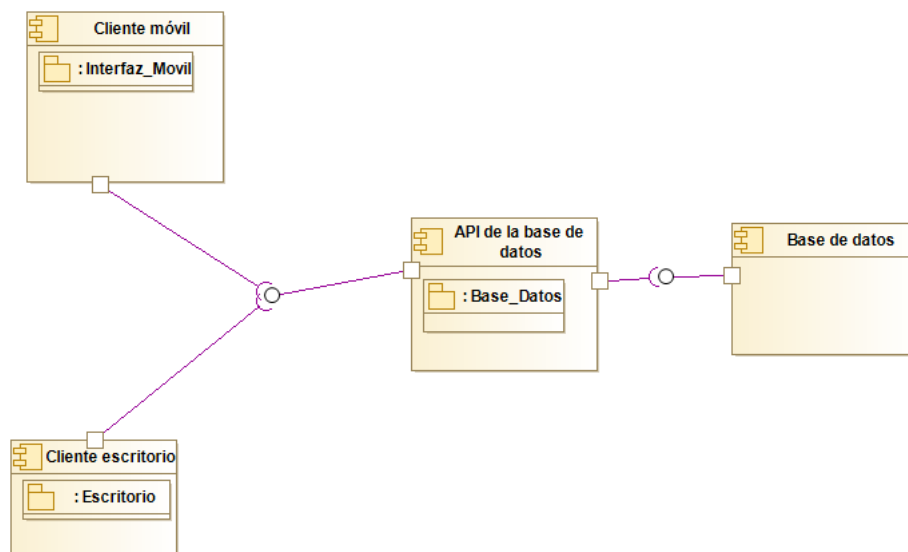 Cliente móvil
: Interfaz_Movil
API de la base de
datos
: Base_Datos
Base de datos
Cliente escritorio
: Escritorio